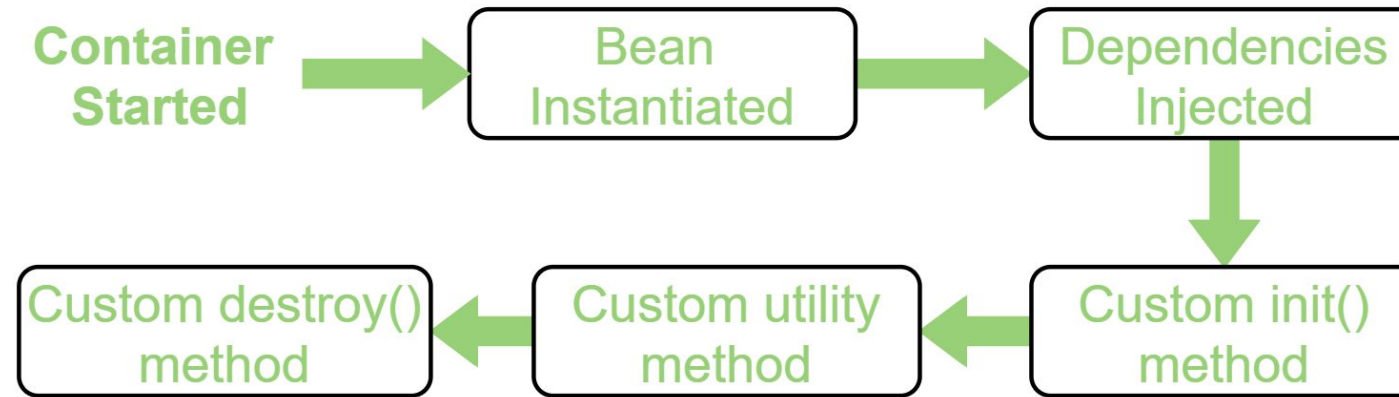 Container
Started
Bean
Instantiated
Dependencies
Injected
Custom init()
method
Custom utility
method
Custom destroy()
method